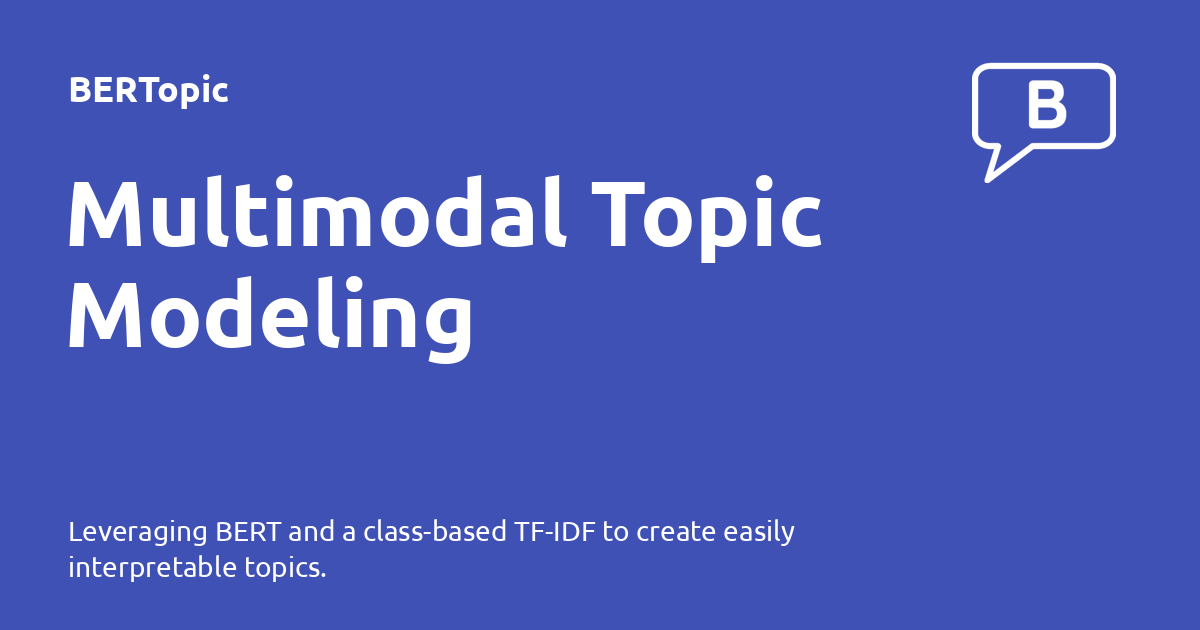 BERTopic
B
Multimodal Topic
Modeling
Leveraging BERT and a class-based TF-IDF to create easily
interpretable topics.